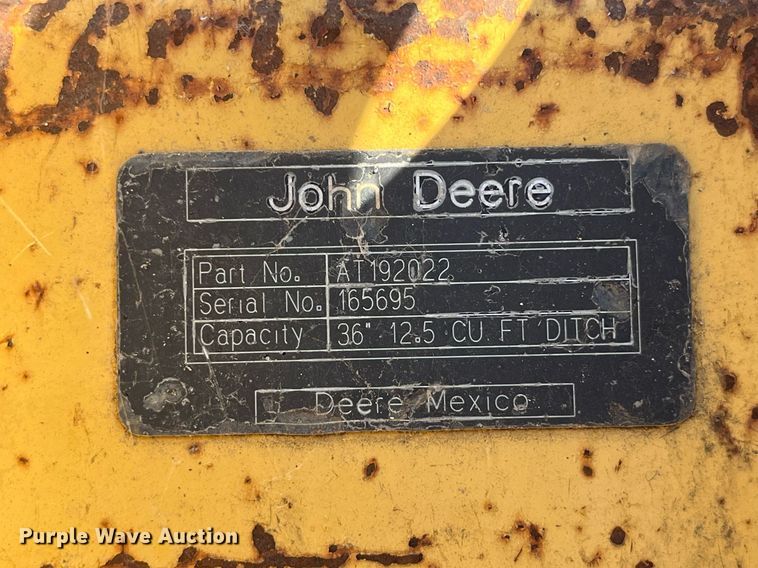 John Deere
Part No. AT192022
Serial No. 165695
Capacity 36" 12.5 CU FT DITCH
Deere Mexico
Purple Wave Auction